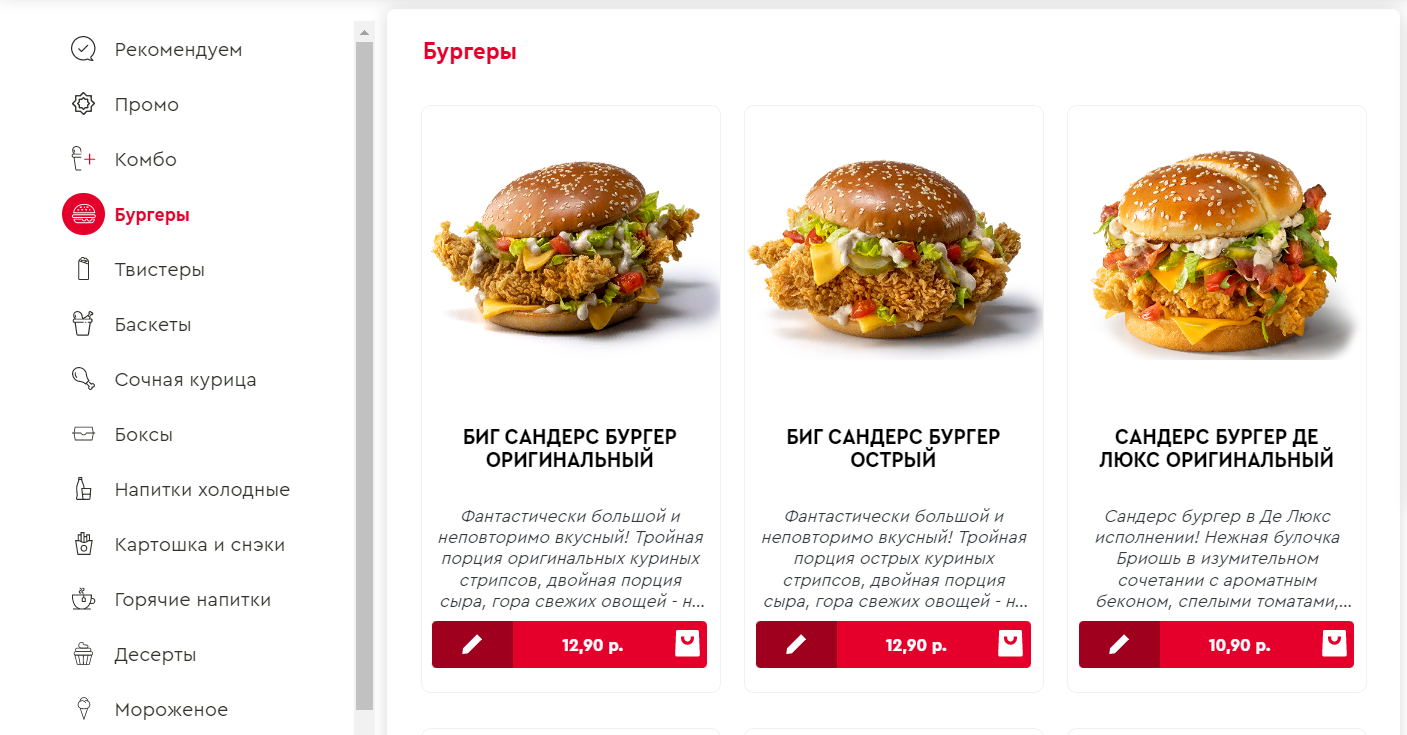 Рекомендуем
Промо
Комбо
Бургеры
Твистеры
Баскеты
Сочная курица
Боксы
Напитки холодные
Картошка и снэки
Горячие напитки
Десерты
Мороженое
Бургеры
БИГ САНДЕРС БУРГЕР
ОРИГИНАЛЬНЫЙ
Фантастически большой и
неповторимо вкусный! Тройная
порция оригинальных куриных
стрипсов, двойная порция
сыра, гора свежих овощей - н...
12,90 р.
БИГ САНДЕРС БУРГЕР
ОСТРЫЙ
Фантастически большой и
неповторимо вкусный! Тройная
порция острых куриных
стрипсов, двойная порция
сыра, гора свежих овощей - н...
12,90 р.
САНДЕРС БУРГЕР ДЕ
ЛЮКС ОРИГИНАЛЬНЫЙ
Сандерс бургер в Де Люкс
исполнении! Нежная булочка
Бриошь в изумительном
сочетании с ароматным
беконом, спелыми томатами,...
10,90 р.